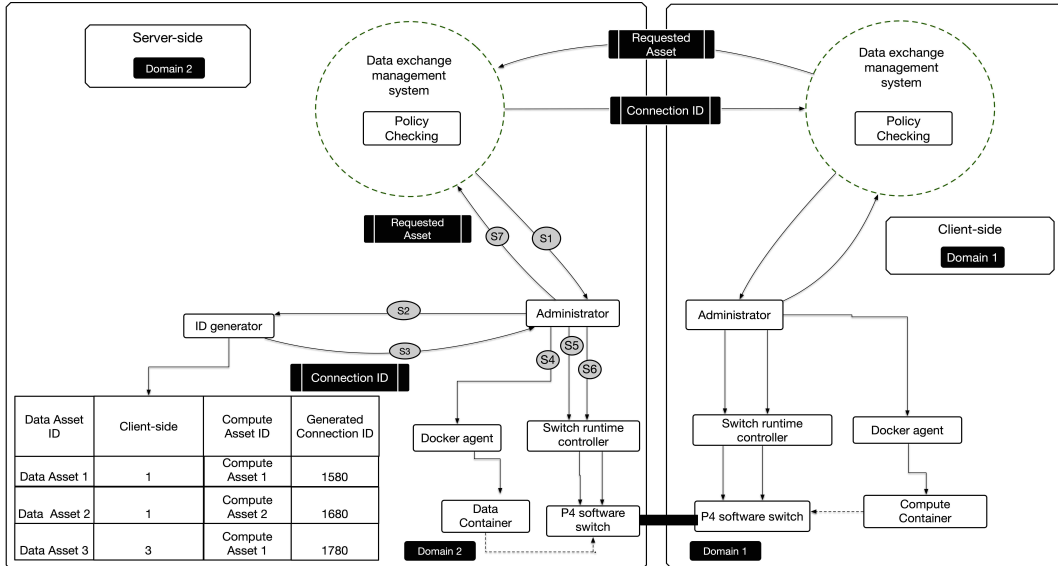 Server-side
Domain 2
Data exchange
management
system
Policy
Checking
Requested
Asset
Connection ID
Data exchange
management
system
Policy
Checking
Client-side
Domain 1
Requested
Asset
S7
S1
S2
ID generator
S3
Administrator
Connection ID
S4
S5
S6
Administrator
Data Asset
ID
Client-side
Compute
Asset ID
Generated
Connection ID
Data Asset 1
1
Compute
Asset 1
1580
Data Asset 2
1
Compute
Asset 2
1680
Data Asset 3
3
Compute
Asset 1
1780
Docker agent
Switch runtime
controller
Data
Container
P4 software
switch
Domain 2
Switch runtime
controller
Docker agent
P4 software switch
Compute
Container
Domain 1